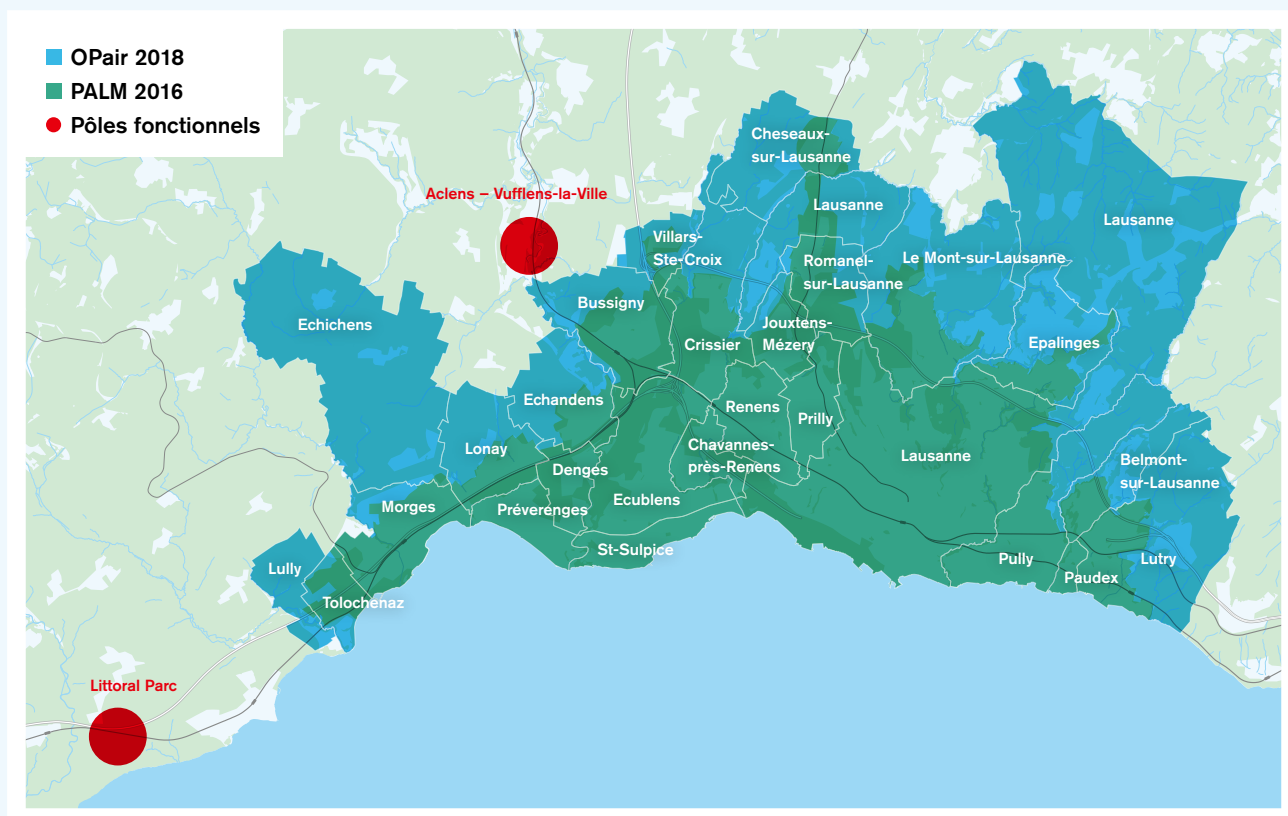 OPair 2018
PALM 2016
Pôles fonctionnels
Cheseaux-
sur-Lausanne
Aclens – Vufflens-la-Ville
Lausanne
Lausanne
Villars-
Ste-Croix
Romanel-
sur-Lausanne
Le Mont-sur-Lausanne
Bussigny
Echichens
Jouxtens-
Mézery
Crissier
Epalinges
Echandens
Renens
Prilly
Lonay
Chavannes-
près-Renens
Lausanne
Belmont-
sur-Lausanne
Denges
Ecublens
Morges
Préverenges
St-Sulpice
Pully
Lutry
Lully
Paudex
Tolochenaz
Littoral Parc